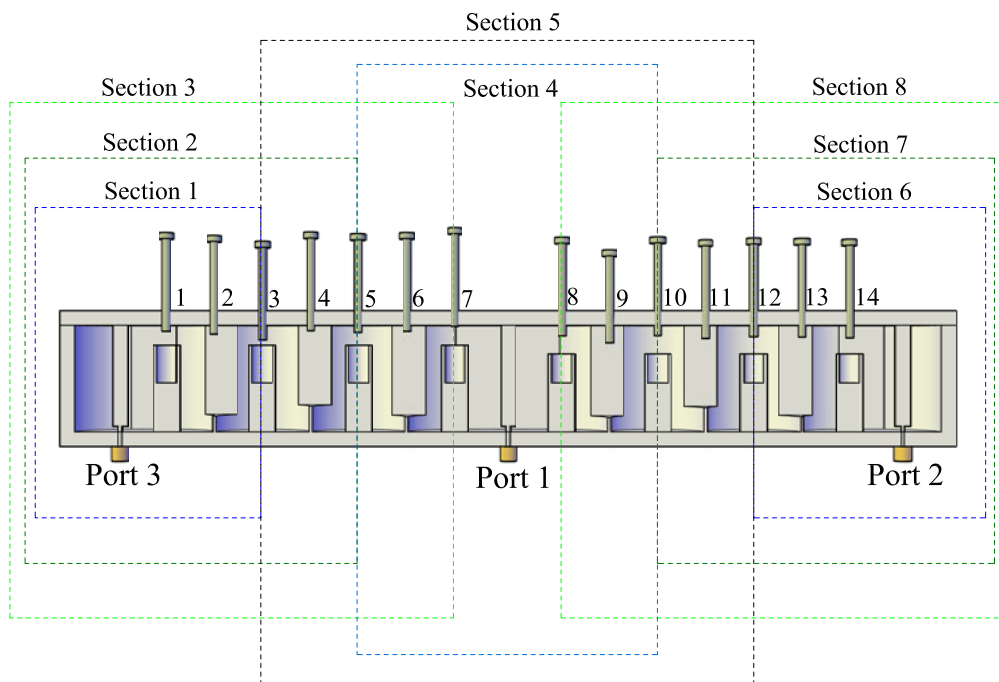 Section 5
Section 3
Section 4
Section 8
Section 2
Section 7
Section 1
Section 6
1 2 3 4 5 6 7 8 9 10 11 12 13 14
Port 3
Port 1
Port 2